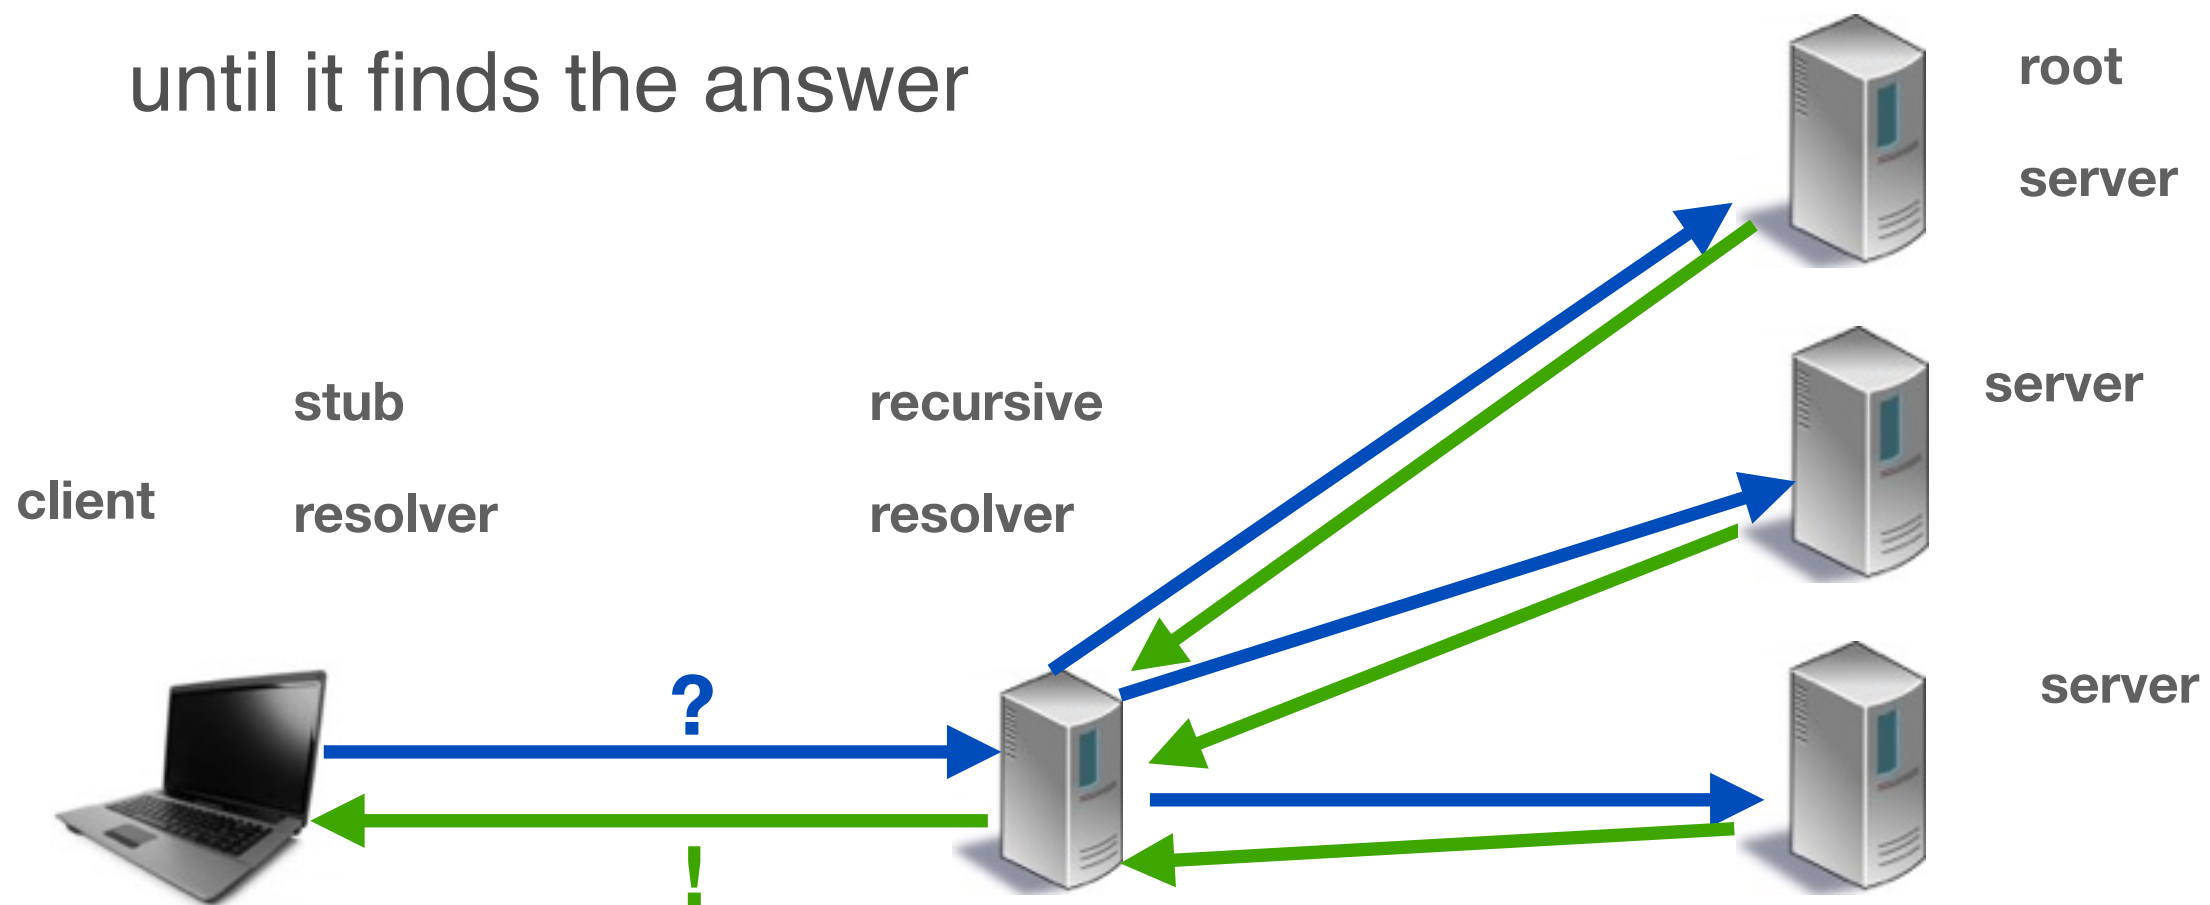 until it finds the answer
root
server
server
stub
resolver
recursive
resolver
client
server
?
!